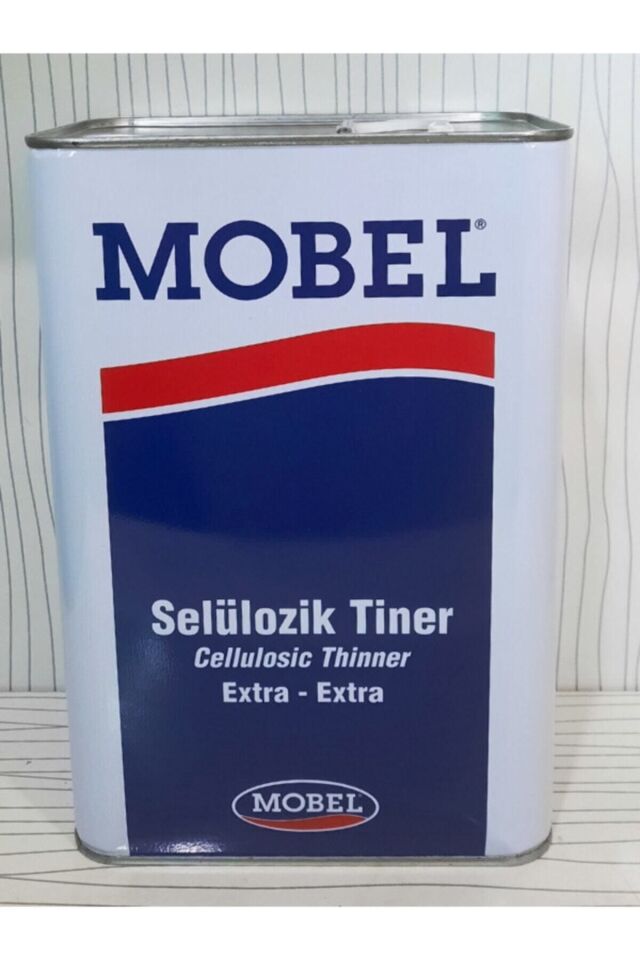 MOBEL®
Selülozik Tiner
Cellulosic Thinner
Extra - Extra
MOBEL